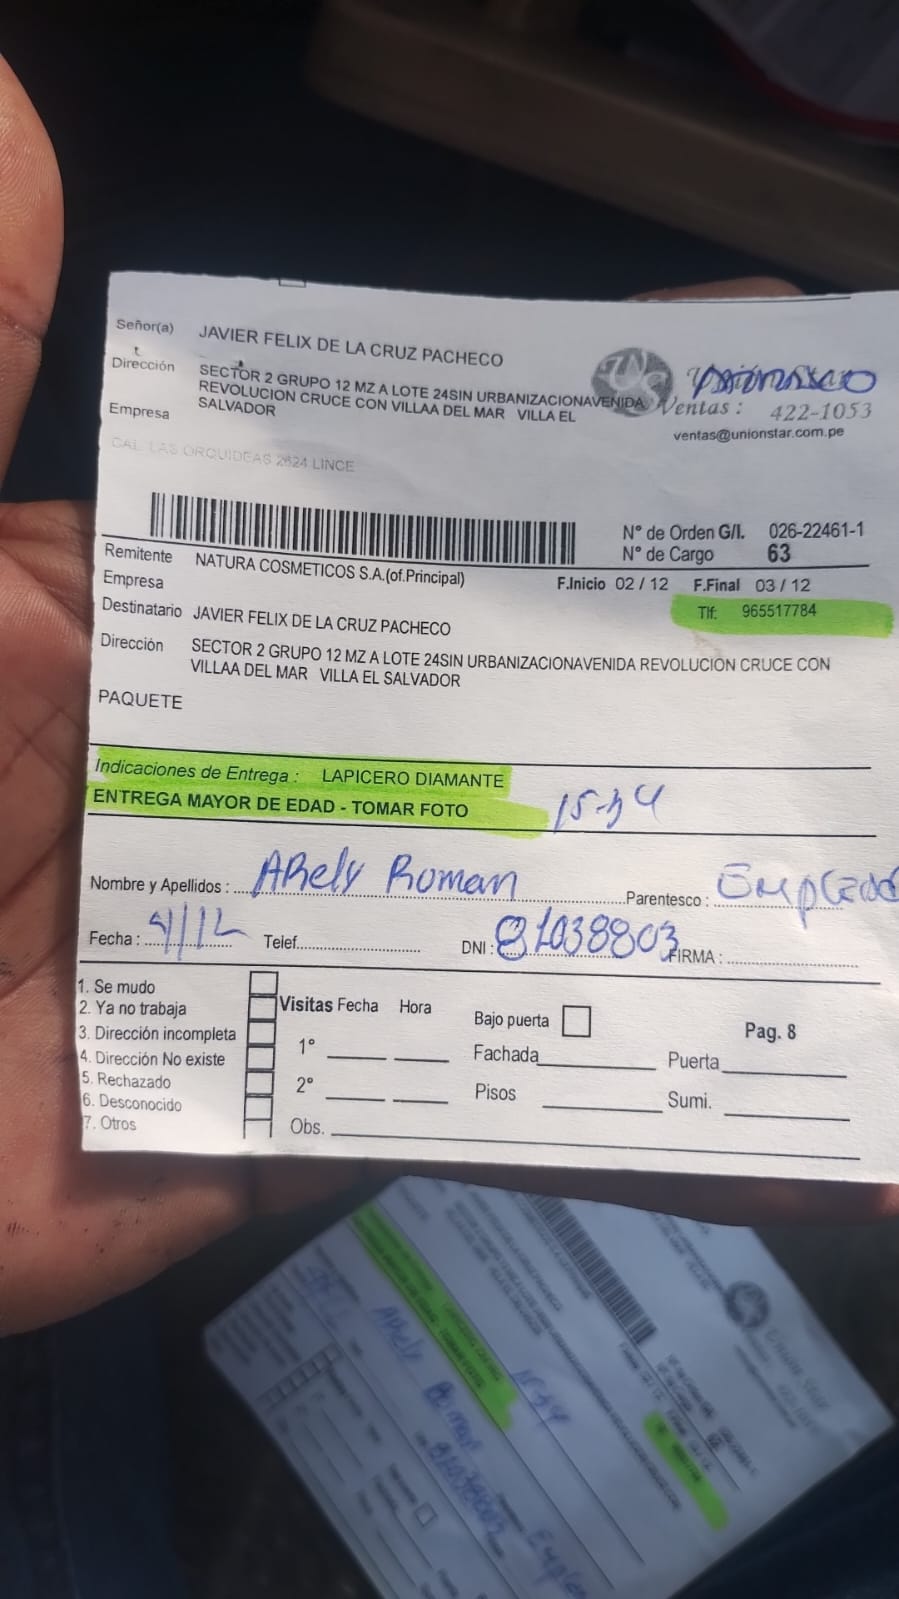 Señor(a) JAVIER FELIX DE LA CRUZ PACHECO
Dirección SECTOR 2 GRUPO 12 MZ A LOTE 24SIN URBANIZACIONAVENIDA
REVOLUCION CRUCE CON VILLAA DEL MAR VILLA EL
SALVADOR
Empresa
Ventas : 422-1053
ventas@unionstar.com.pe
CAL LAS ORQUIDEAS 2624 LINCE
N° de Orden G/I. 026-22461-1
N° de Cargo 63
Remitente NATURA COSMETICOS S.A.(of.Principal)
Empresa
F.Inicio 02 / 12 F.Final 03 / 12
Tlf: 965517784
Destinatario JAVIER FELIX DE LA CRUZ PACHECO
Dirección SECTOR 2 GRUPO 12 MZ A LOTE 24SIN URBANIZACIONAVENIDA REVOLUCION CRUCE CON
VILLAA DEL MAR VILLA EL SALVADOR
PAQUETE
Indicaciones de Entrega : LAPICERO DIAMANTE
ENTREGA MAYOR DE EDAD - TOMAR FOTO
Nombre y Apellidos : ARely Roman Parentesco :
Fecha : Telef. DNI : 81038803 FIRMA :
1. Se mudo
2. Ya no trabaja
3. Dirección incompleta
4. Dirección No existe
5. Rechazado
6. Desconocido
7. Otros
Visitas Fecha Hora
1°
2°
Obs.
Bajo puerta
Pag. 8
Fachada Puerta
Pisos Sumi.